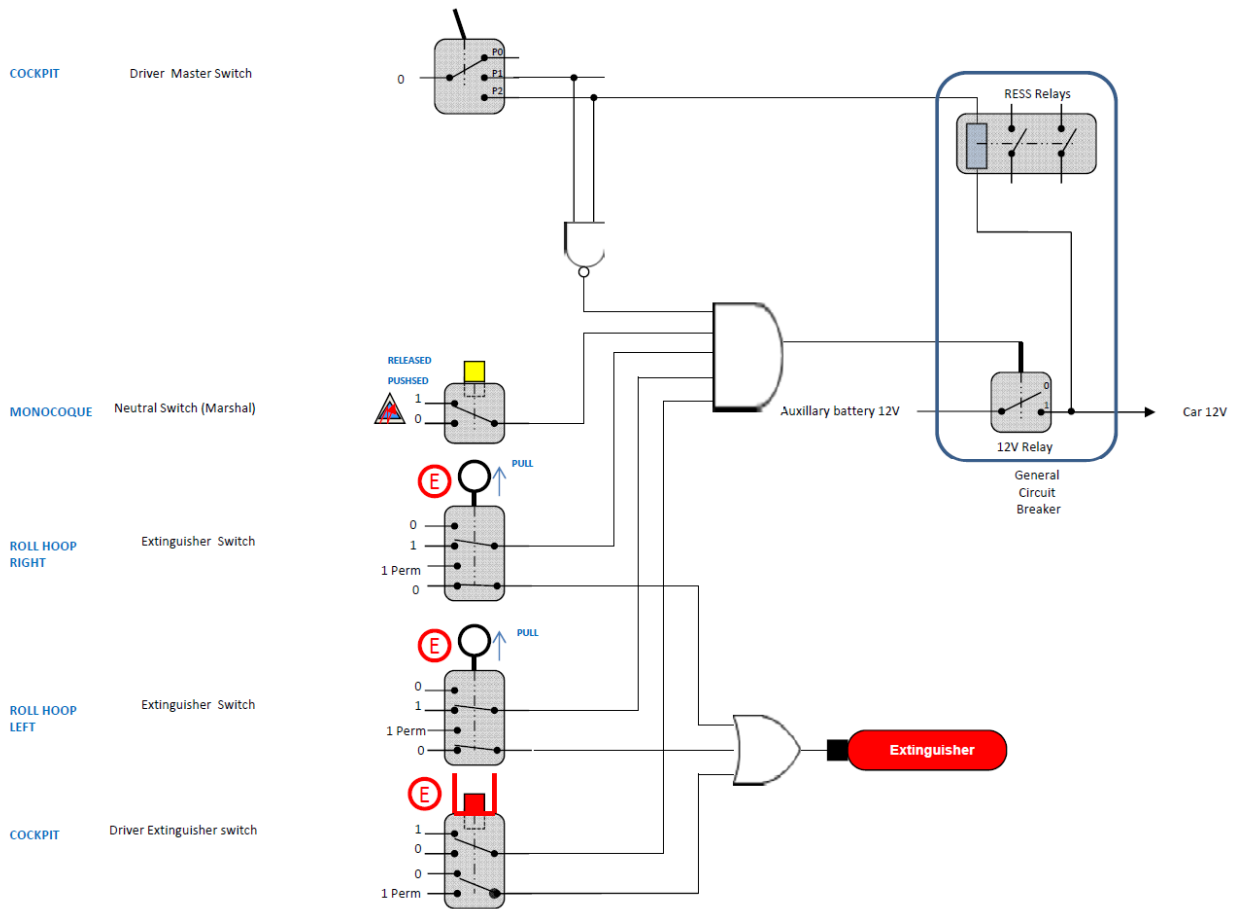 P0
COCKPIT
Driver Master Switch
0
P1
P2
RESS Relays
RELEASED
PUSHSED
MONOCOQUE
Neutral Switch (Marshal)
1
0
Auxillary battery 12V
0
1
Car 12V
12V Relay
General
Circuit
Breaker
E
PULL
ROLL HOOP
RIGHT
Extinguisher Switch
0
1
1 Perm
0
E
PULL
ROLL HOOP
LEFT
Extinguisher Switch
0
1
1 Perm
0
Extinguisher
E
COCKPIT
Driver Extinguisher switch
1
0
0
1 Perm